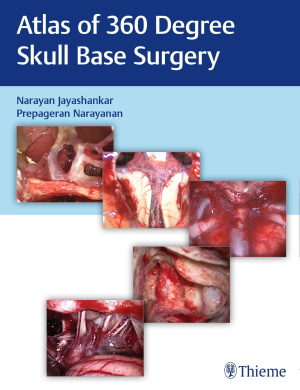 Atlas of 360 Degree
Skull Base Surgery
Narayan Jayashankar
Prepageran Narayanan
Thieme